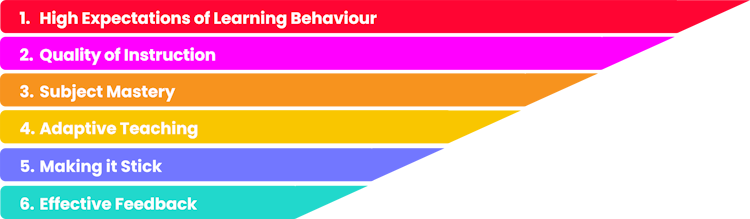 1. High Expectations of Learning Behaviour
2. Quality of Instruction
3. Subject Mastery
4. Adaptive Teaching
5. Making it Stick
6. Effective Feedback